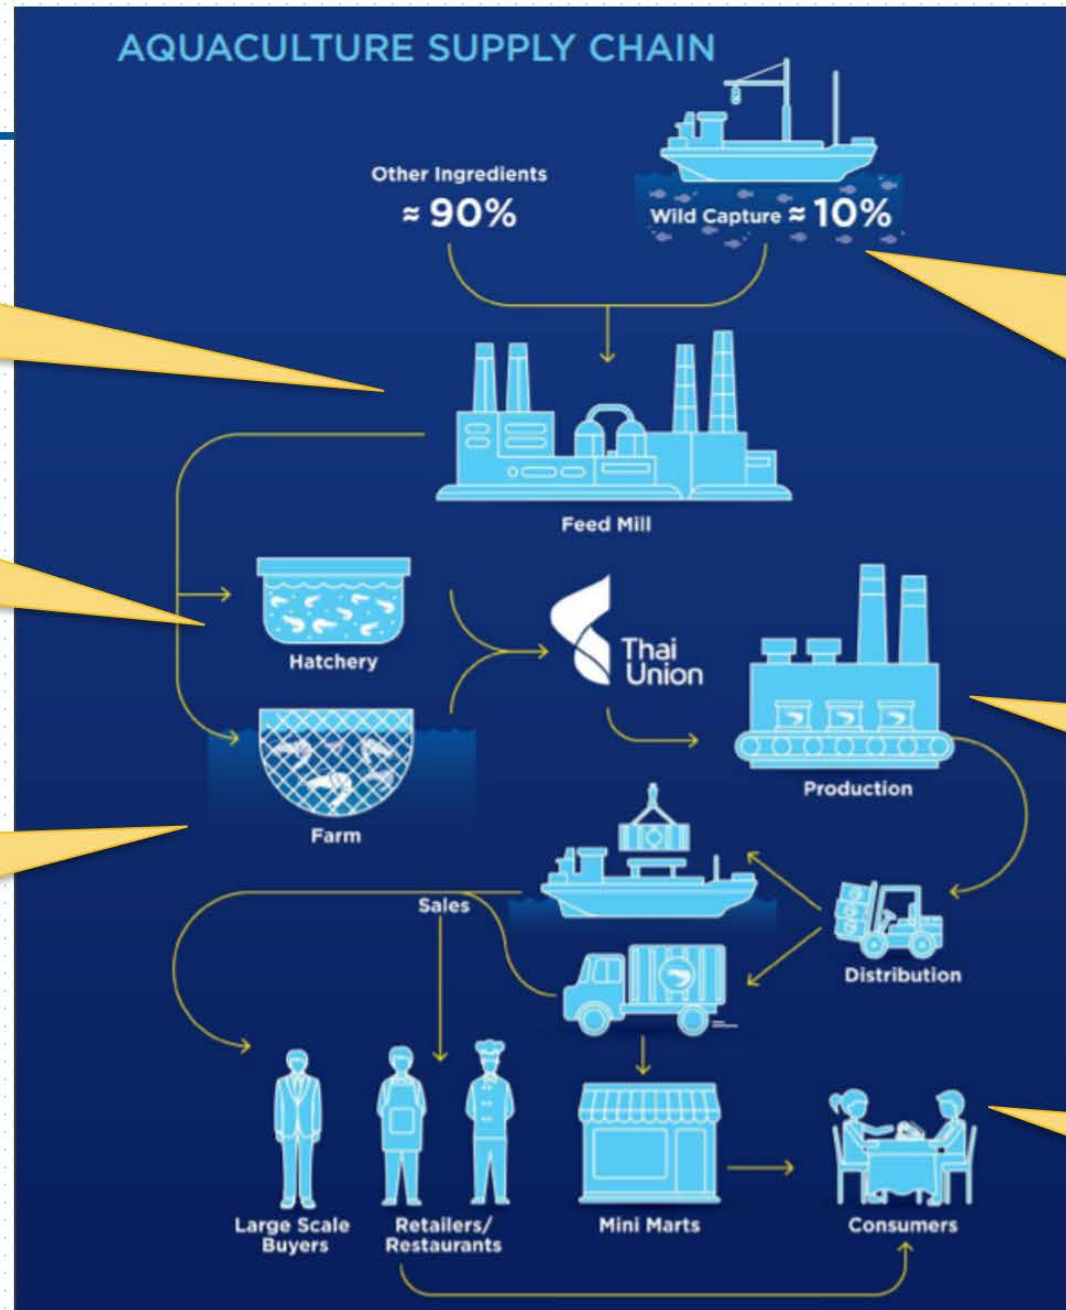 AQUACULTURE SUPPLY CHAIN
Other Ingredients
≈ 90%
Wild Capture ≈ 10%
Feed Mill
Hatchery
Thai
Union
Farm
Production
Sales
Distribution
Large Scale
Buyers
Retailers/
Restaurants
Mini Marts
Consumers